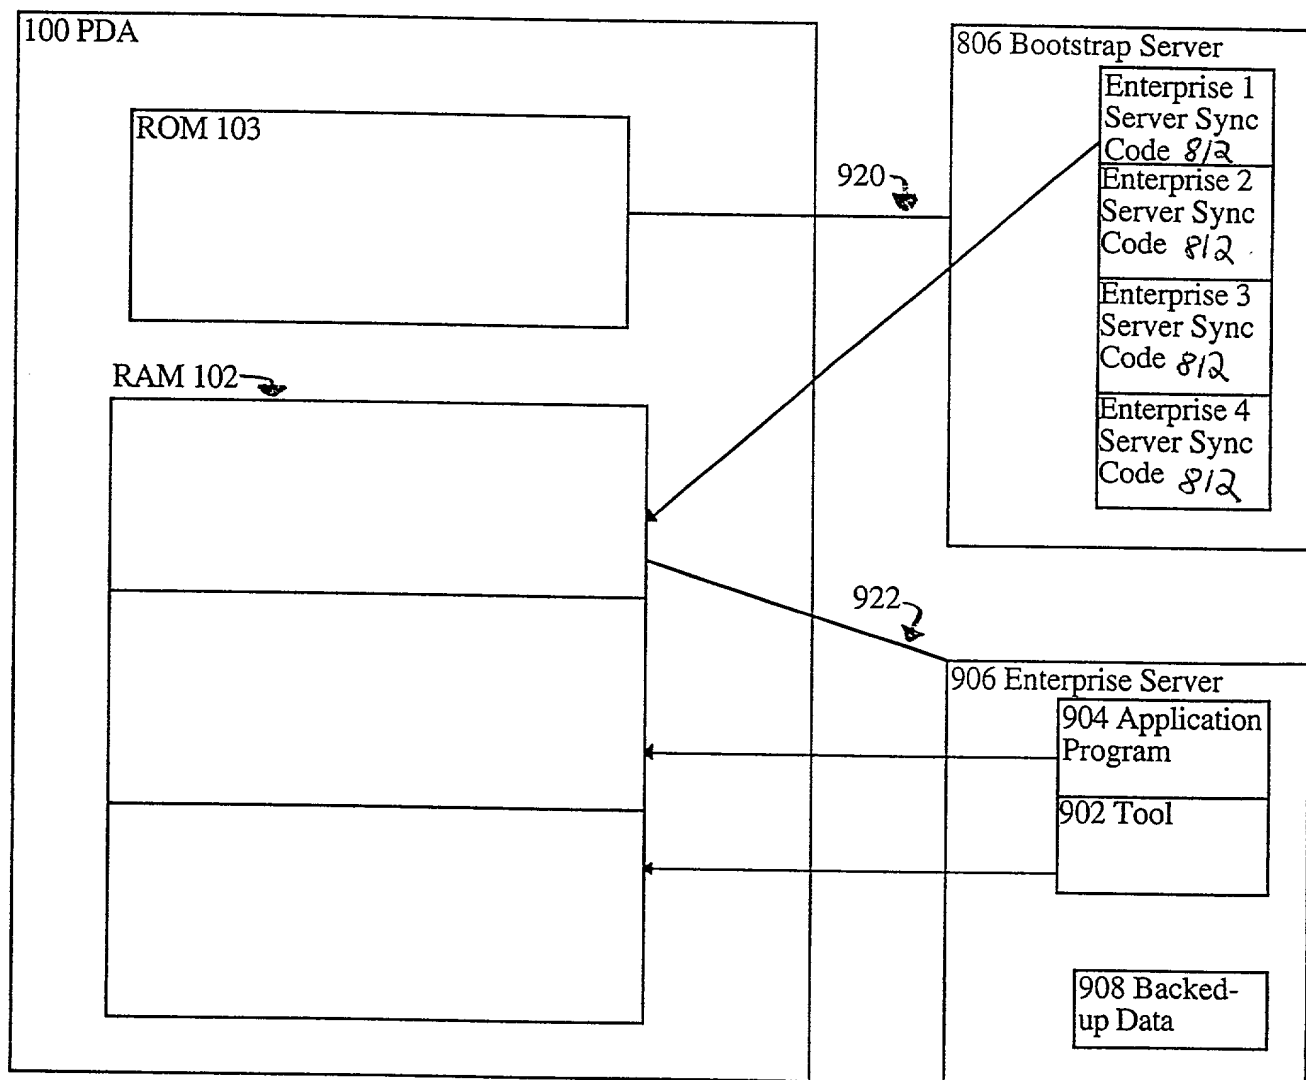 100 PDA
ROM 103
RAM 102
920
806 Bootstrap Server
Enterprise 1
Server Sync
Code 812
Enterprise 2
Server Sync
Code 812
Enterprise 3
Server Sync
Code 812
Enterprise 4
Server Sync
Code 812
922
906 Enterprise Server
904 Application
Program
902 Tool
908 Backed-
up Data